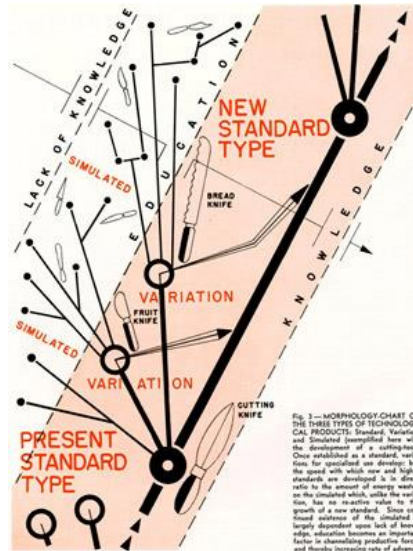 LACK OF KNOWLEDGE
EDUCATION
NEW
STANDARD
TYPE
SIMULATED
BREAD
KNIFE
KNOWLEDGE
VARIATION
FRUIT
KNIFE
SIMULATED
VARIATION
CUTTING
KNIFE
PRESENT
STANDARD
TYPE
Fig. 3 — MORPHOLOGY-CHART O
THE THREE TYPES OF TECHNOLOG
CAL PRODUCTS: Standard, Variatio
and Simulated (exemplified here wi
the development of a cutting-too
Once established as a standard, vari
tions for specialized use develop; b
the speed with which new and high
standards are developed is in dire
ratio to the amount of energy wast
on the simulated which, unlike the var
tion, has no re-active value to t
growth of a new standard. Since co
tinued existence of the simulated
largely dependent upon lack of know
edge, education becomes an importa
factor in channelising productive forc
and thereby increasing rate of